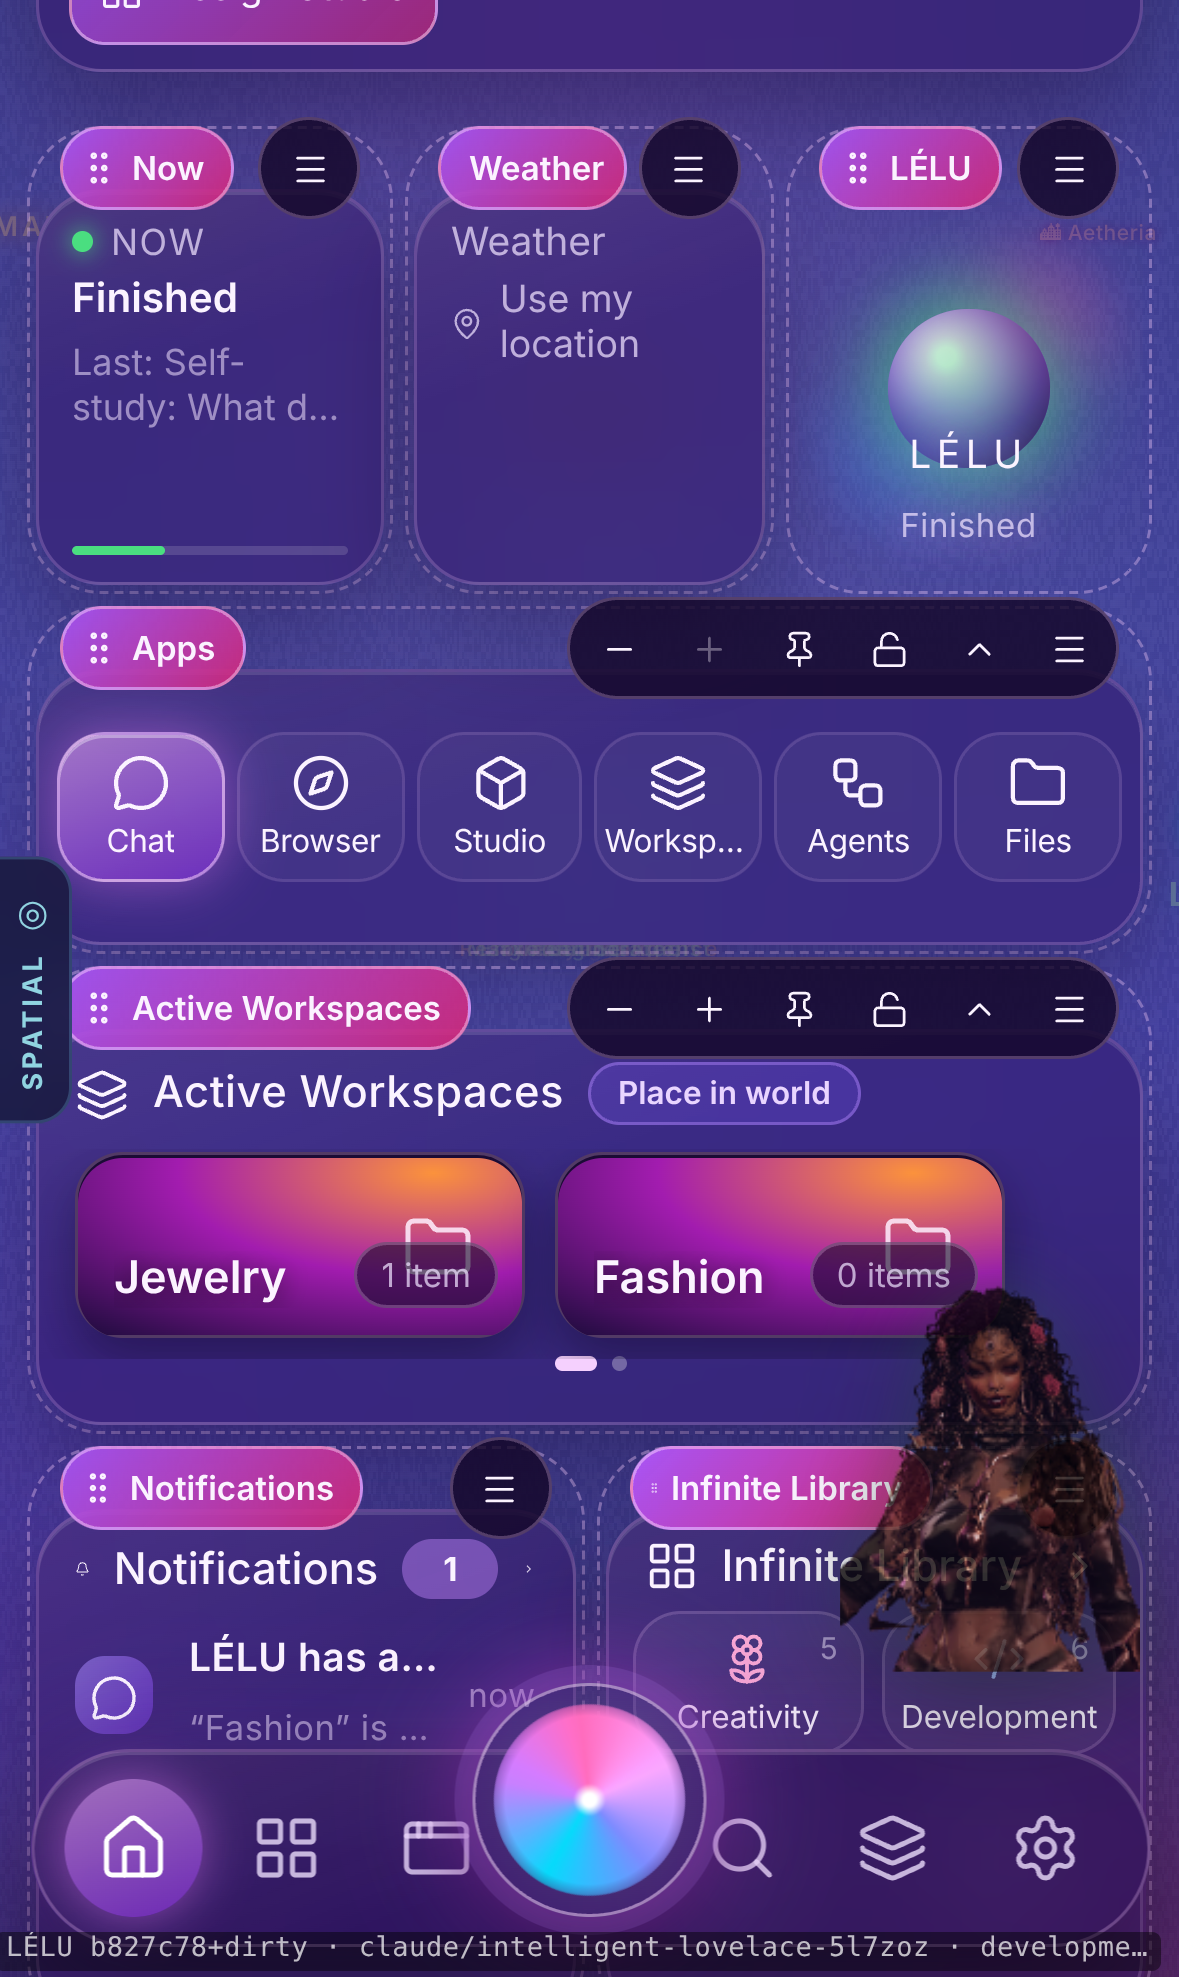 Now
Weather
LÉLU
NOW
Finished
Last: Self-
study: What d...
Weather
Use my
location
Aetheria
LÉLU
Finished
Apps
Chat
Browser
Studio
Worksp...
Agents
Files
SPATIAL
Active Workspaces
Active Workspaces
Place in world
Jewelry
1 item
Fashion
0 items
Notifications
Infinite Library
Notifications
1
Infinite Library
LÉLU has a...
now
“Fashion” is ...
5
Creativity
6
Development
LÉLU b827c78+dirty · claude/intelligent-lovelace-5l7zoz · developme…